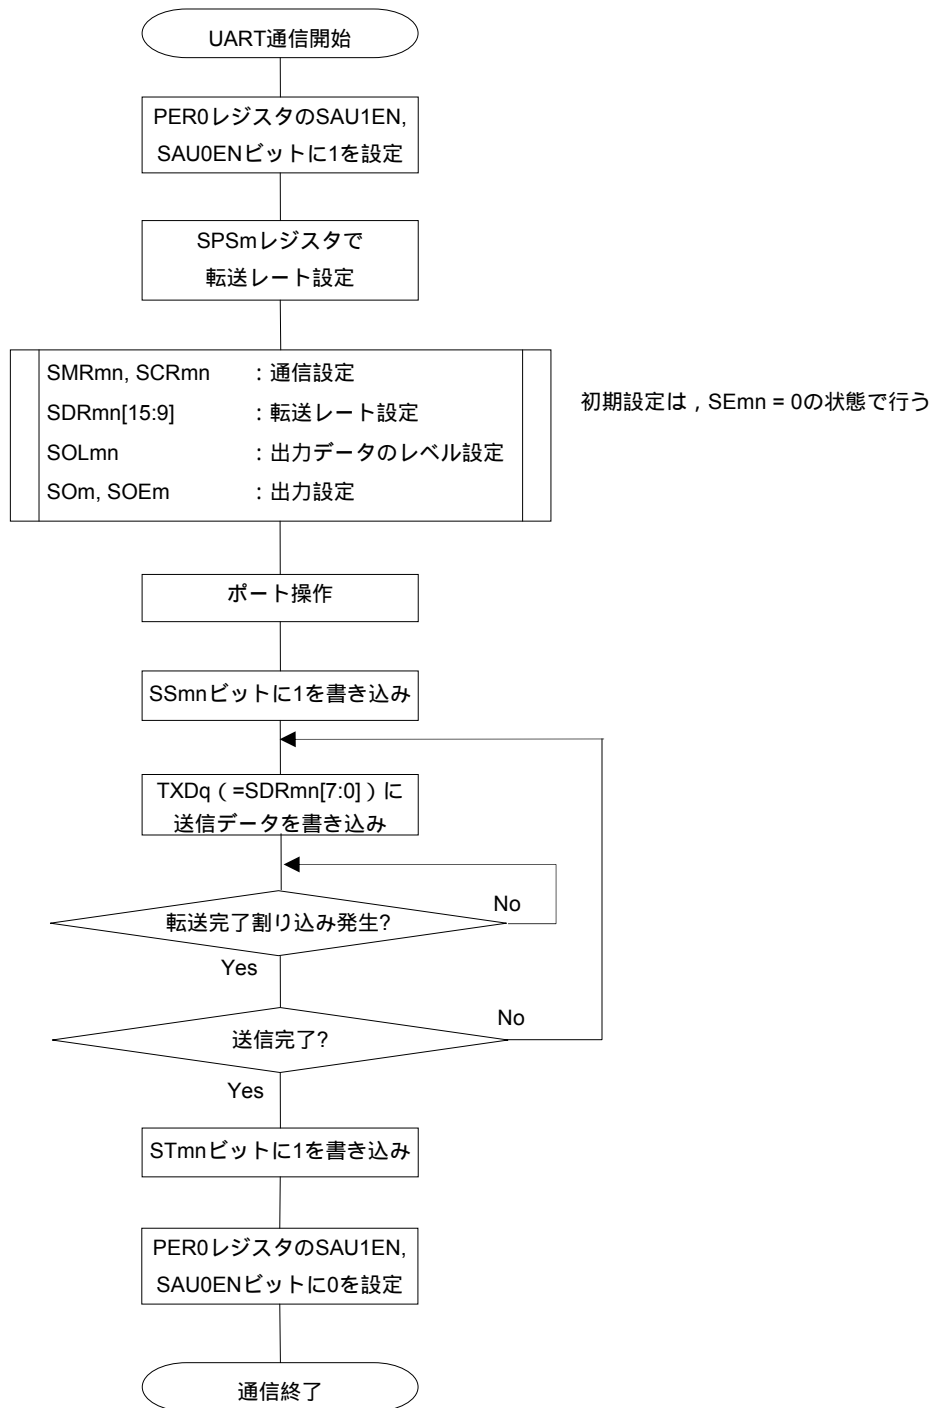 UART通信開始
PER0レジスタのSAU1EN,
SAU0ENビットに1を設定
SPSmレジスタで
転送レート設定
SMRmn, SCRmn :通信設定
SDRmn[15:9] :転送レート設定
SOLmn :出力データのレベル設定
SOm, SOEm :出力設定
初期設定は,SEmn = 0の状態で行う
ポート操作
SSmnビットに1を書き込み
TXDq(=SDRmn[7:0])に
送信データを書き込み
転送完了割り込み発生?
No
Yes
送信完了?
No
Yes
STmnビットに1を書き込み
PER0レジスタのSAU1EN,
SAU0ENビットに0を設定
通信終了